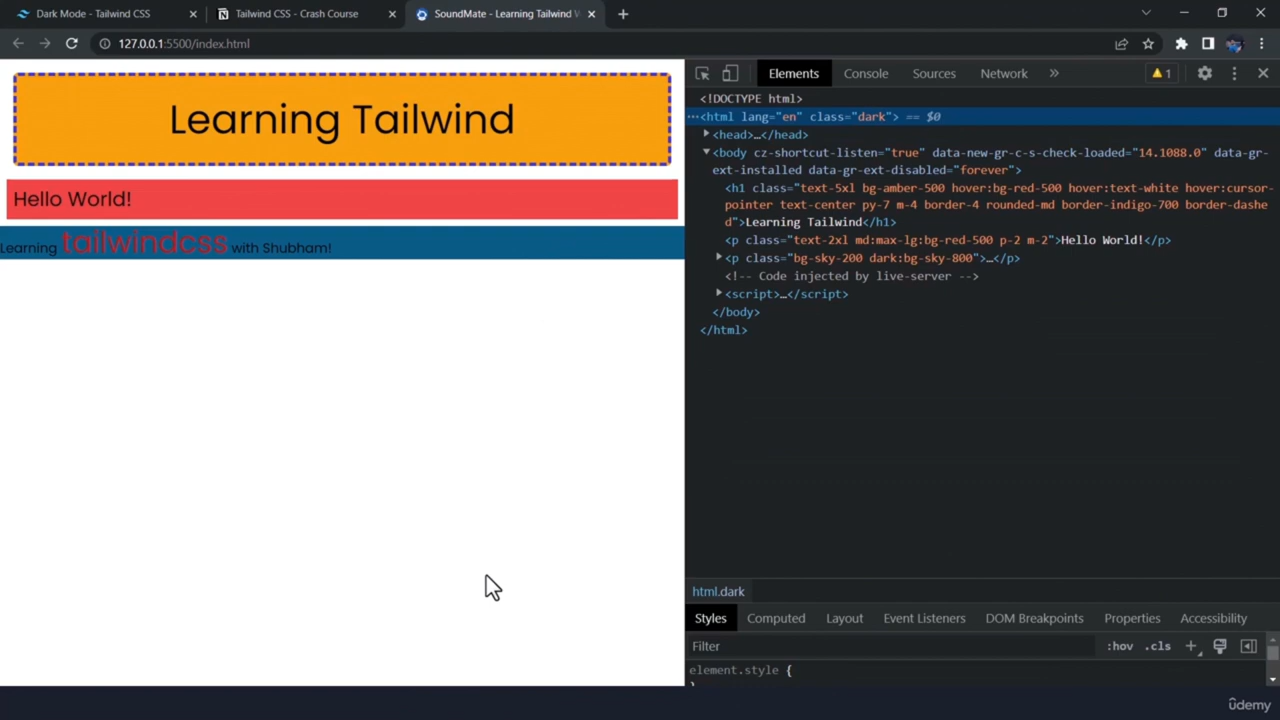 Dark Mode - Tailwind CSS
Tailwind CSS - Crash Course
SoundMate - Learning Tailwind
127.0.0.1:5500/index.html
Elements
Console
Sources
Network
1
Learning Tailwind
Hello World!
Learning tailwindcss with Shubham!
<!DOCTYPE html>
<html lang="en" class="dark"> == $0
<head>…</head>
<body cz-shortcut-listen="true" data-new-gr-c-s-check-loaded="14.1088.0" data-gr-
ext-installed data-gr-ext-disabled="forever">
<h1 class="text-5xl bg-amber-500 hover:bg-red-500 hover:text-white hover:cursor-
pointer text-center py-7 m-4 border-4 rounded-md border-indigo-700 border-dashe
d">Learning Tailwind</h1>
<p class="text-2xl md:max-lg:bg-red-500 p-2 m-2">Hello World!</p>
<p class="bg-sky-200 dark:bg-sky-800">…</p>
<!-- Code injected by live-server -->
<script>…</script>
</body>
</html>
html.dark
Styles
Computed
Layout
Event Listeners
DOM Breakpoints
Properties
Accessibility
Filter
:hov .cls
element.style {
udemy